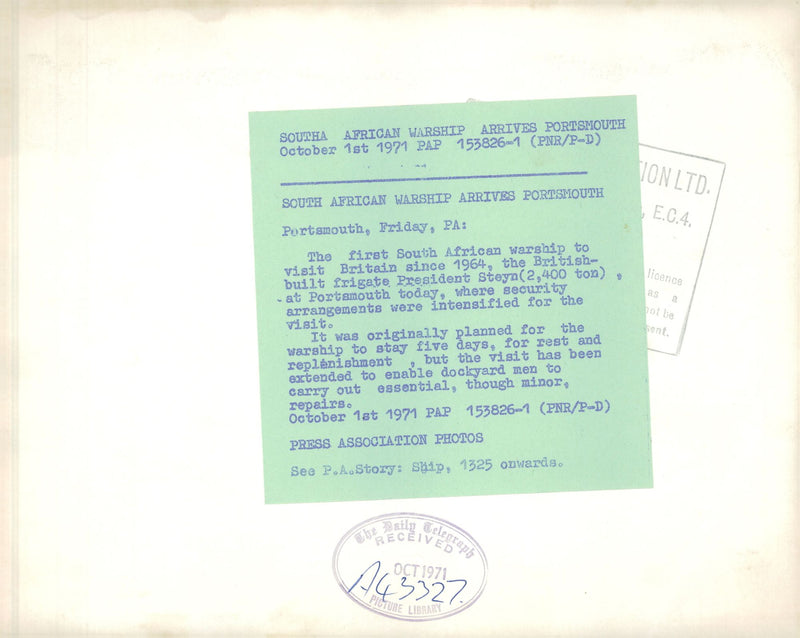 SOUTHA AFRICAN WARSHIP ARRIVES PORTSMOUTH
October 1st 1971 PAP 153826-1 (PNR/P-D)
SOUTH AFRICAN WARSHIP ARRIVES PORTSMOUTH
Portsmouth, Friday, PA:
The first South African warship to
visit Britain since 1964, the British-
built frigate President Steyn(2,400 ton) ,
at Portsmouth today, where security
arrangements were intensified for the
visit.
It was originally planned for the
warship to stay five days, for rest and
replenishment , but the visit has been
extended to enable dockyard men to
carry out essential, though minor,
repairs.
October 1st 1971 PAP 153826-1 (PNR/P-D)
PRESS ASSOCIATION PHOTOS
See P.A.Story: Ship, 1325 onwards.
TION LTD.
, E.C.4.
licence
as a
not be
The Daily Telegraph
RECEIVED
OCT 1971
A43327.
PICTURE LIBRARY